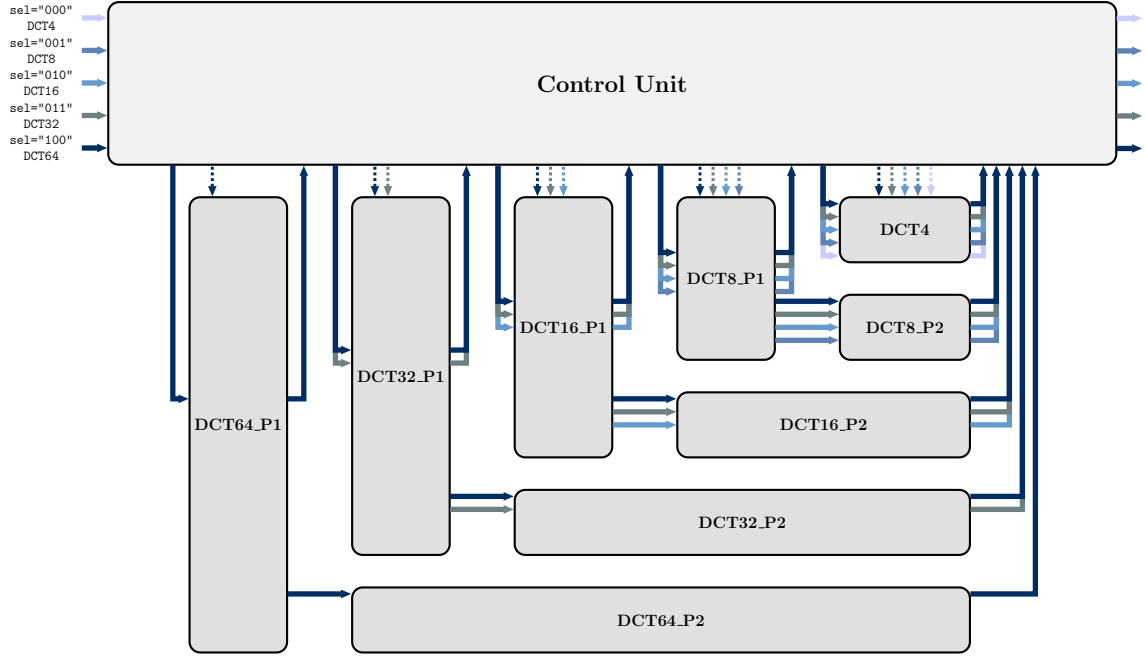 sel="000"
DCT4
sel="001"
DCT8
sel="010"
DCT16
sel="011"
DCT32
sel="100"
DCT64
Control Unit
DCT4
DCT8_P1
DCT8_P2
DCT16_P1
DCT32_P1
DCT64_P1
DCT16_P2
DCT32_P2
DCT64_P2